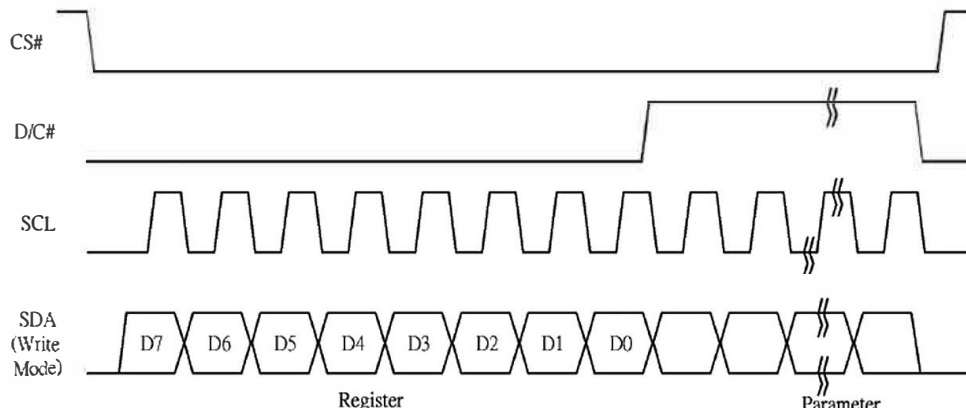 CS#
D/C#
SCL
SDA
(Write
Mode)
D7 D6 D5 D4 D3 D2 D1 D0
Register Parameter